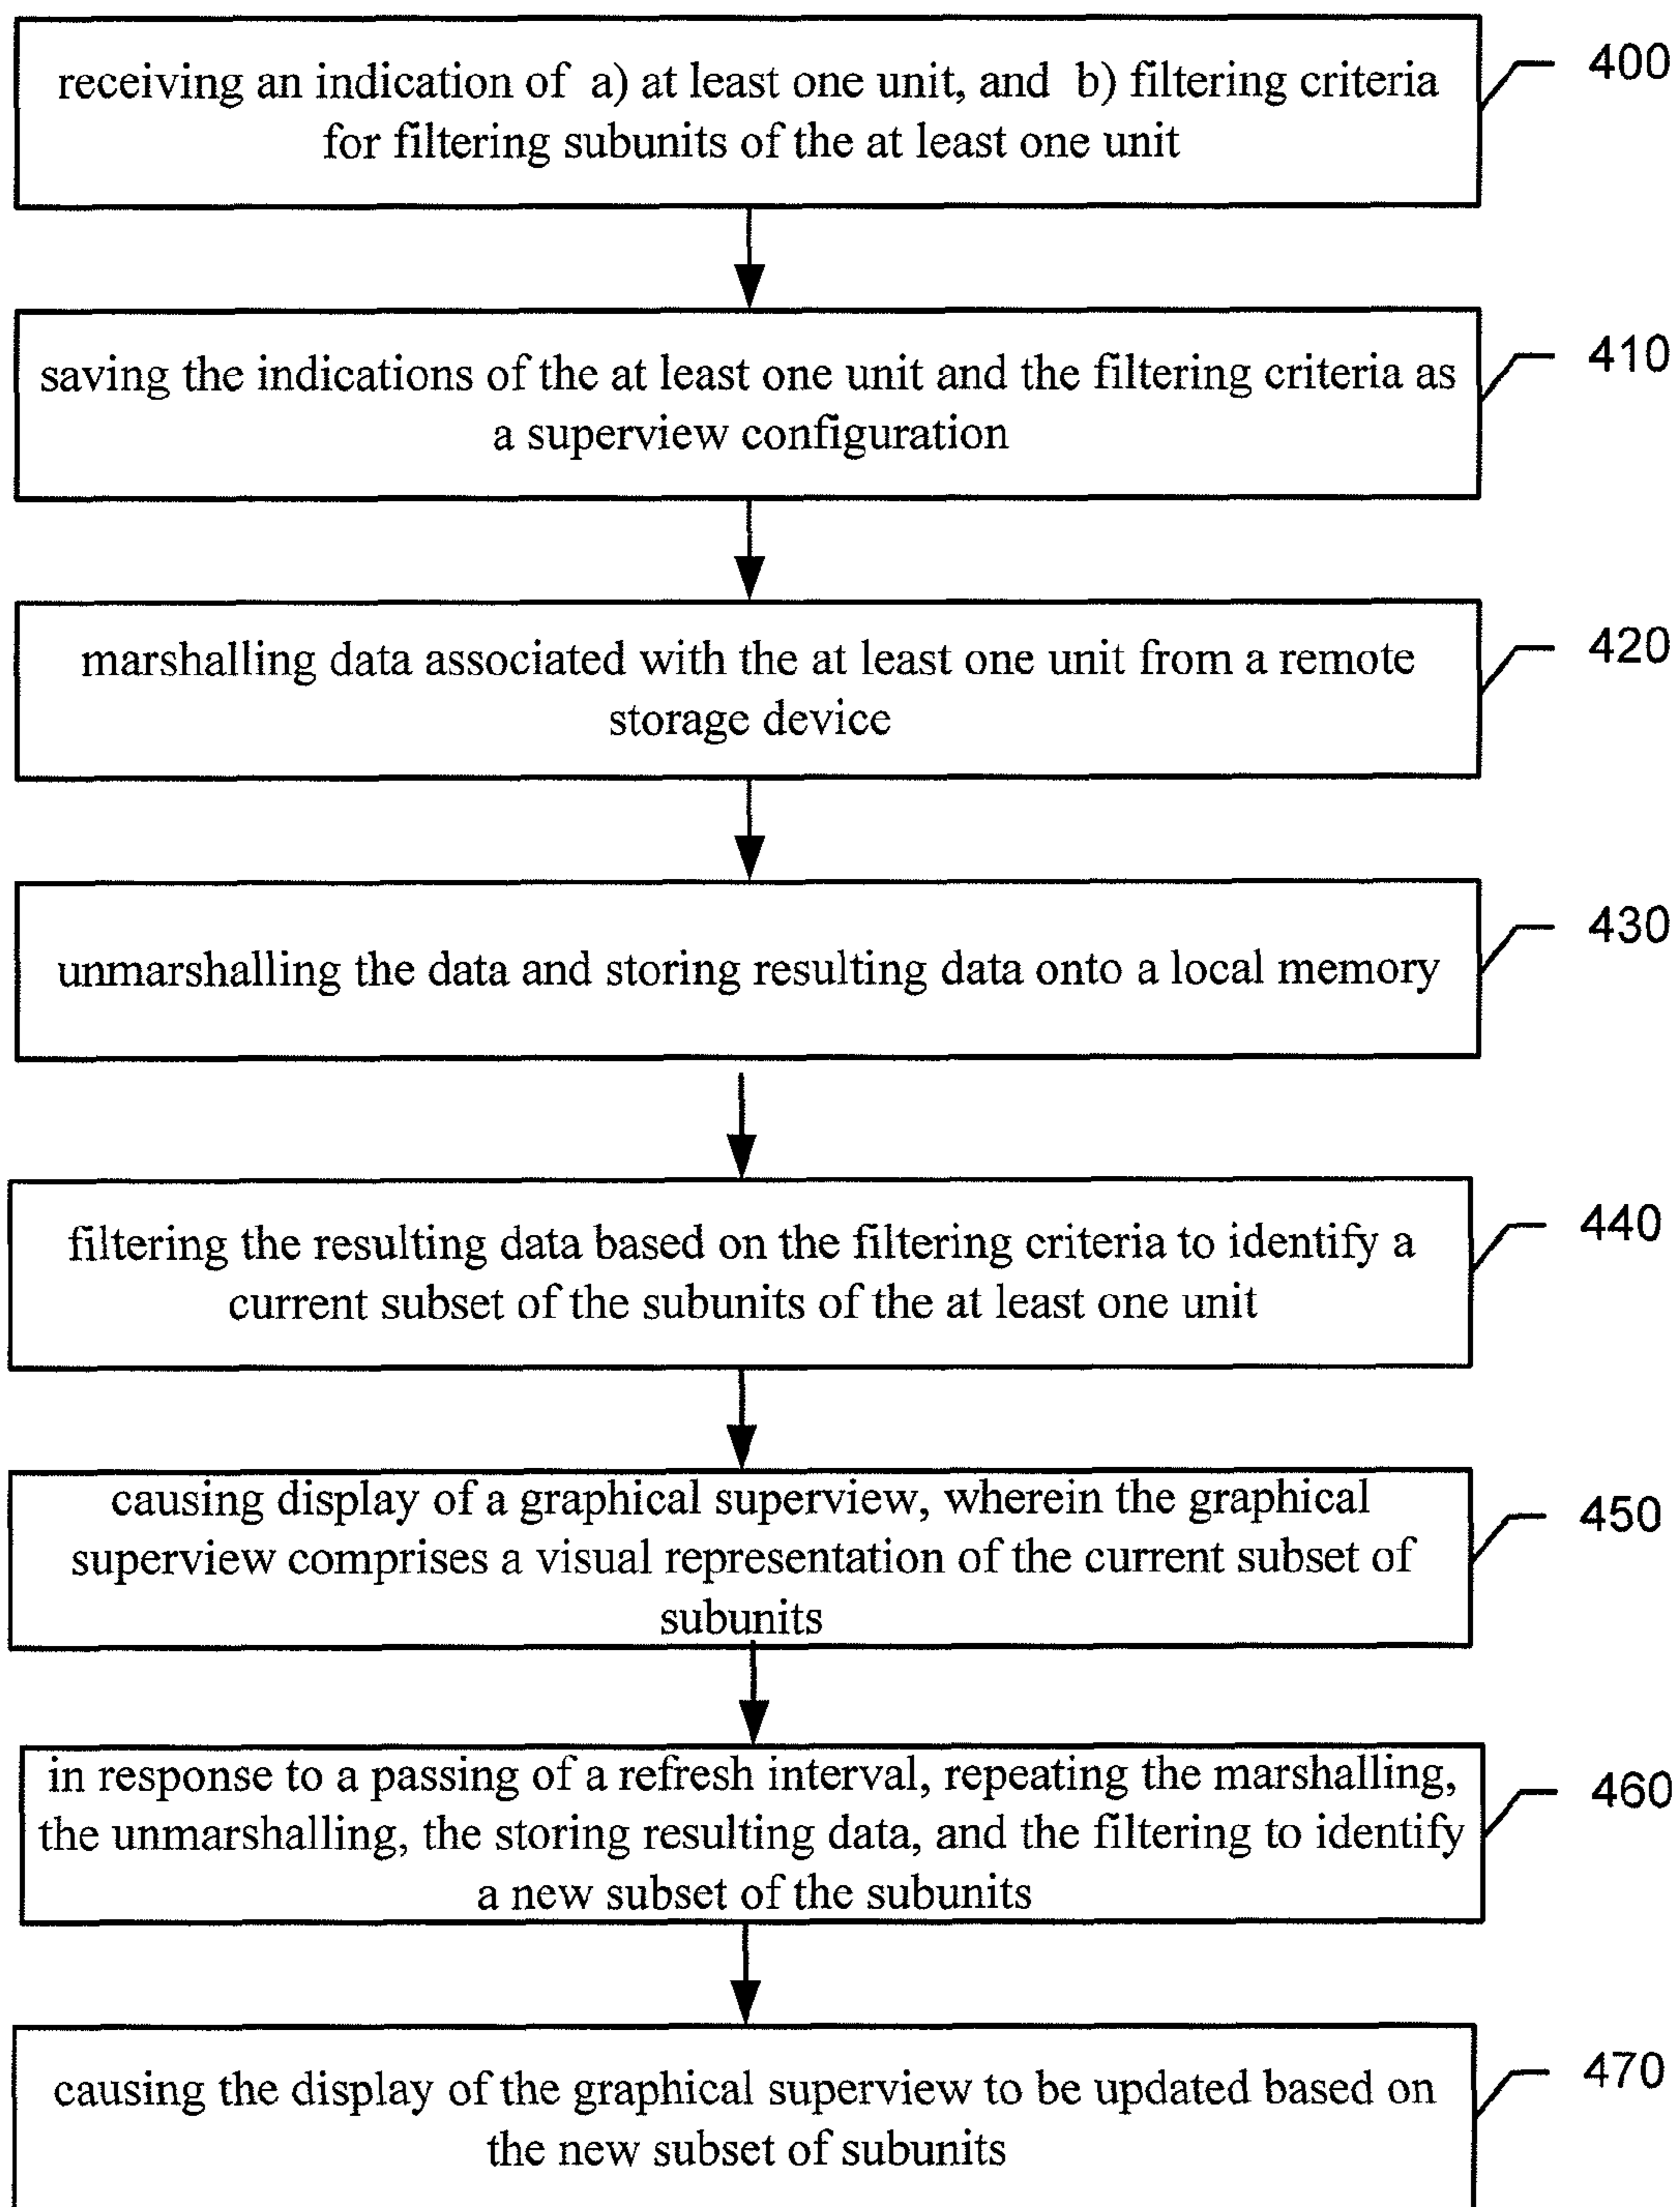 receiving an indication of a) at least one unit, and b) filtering criteria
for filtering subunits of the at least one unit
400
saving the indications of the at least one unit and the filtering criteria as
a superview configuration
410
marshalling data associated with the at least one unit from a remote
storage device
420
unmarshalling the data and storing resulting data onto a local memory
430
filtering the resulting data based on the filtering criteria to identify a
current subset of the subunits of the at least one unit
440
causing display of a graphical superview, wherein the graphical
superview comprises a visual representation of the current subset of
subunits
450
in response to a passing of a refresh interval, repeating the marshalling,
the unmarshalling, the storing resulting data, and the filtering to identify
a new subset of the subunits
460
causing the display of the graphical superview to be updated based on
the new subset of subunits
470